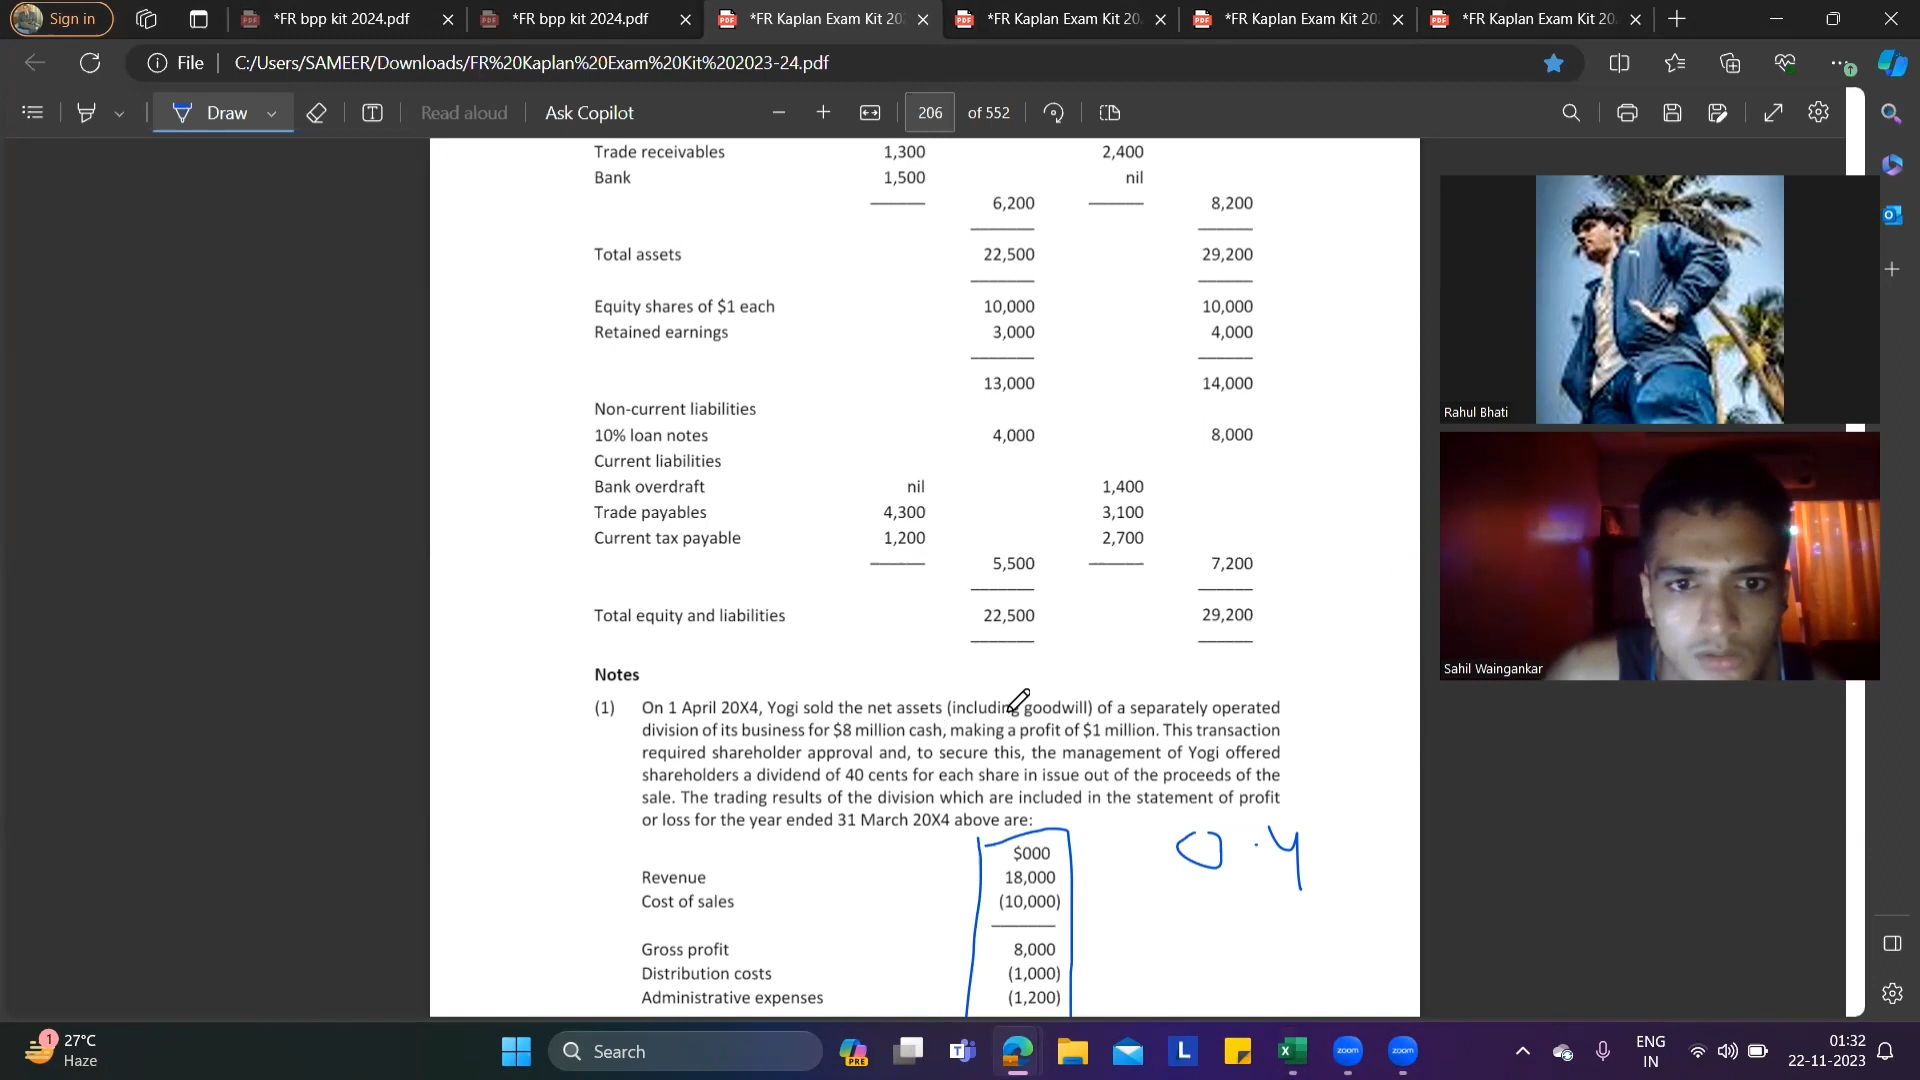 Sign in
*FR bpp kit 2024.pdf
*FR bpp kit 2024.pdf
*FR Kaplan Exam Kit 20
*FR Kaplan Exam Kit 20
*FR Kaplan Exam Kit 20
*FR Kaplan Exam Kit 20
File C:/Users/SAMEER/Downloads/FR%20Kaplan%20Exam%20Kit%202023-24.pdf
Draw Read aloud Ask Copilot 206 of 552
Trade receivables 1,300 2,400
Bank 1,500 nil
6,200 8,200
Total assets 22,500 29,200
Equity shares of $1 each 10,000 10,000
Retained earnings 3,000 4,000
13,000 14,000
Non-current liabilities
10% loan notes 4,000 8,000
Current liabilities
Bank overdraft nil 1,400
Trade payables 4,300 3,100
Current tax payable 1,200 2,700
5,500 7,200
Total equity and liabilities 22,500 29,200
Notes
(1) On 1 April 20X4, Yogi sold the net assets (including goodwill) of a separately operated
division of its business for $8 million cash, making a profit of $1 million. This transaction
required shareholder approval and, to secure this, the management of Yogi offered
shareholders a dividend of 40 cents for each share in issue out of the proceeds of the
sale. The trading results of the division which are included in the statement of profit
or loss for the year ended 31 March 20X4 above are:
$000
0.4
Revenue 18,000
Cost of sales (10,000)
Gross profit 8,000
Distribution costs (1,000)
Administrative expenses (1,200)
Rahul Bhati
Sahil Waingankar
1
27°C
Haze
Search
PRE
L
zoom
zoom
ENG
IN
01:32
22-11-2023